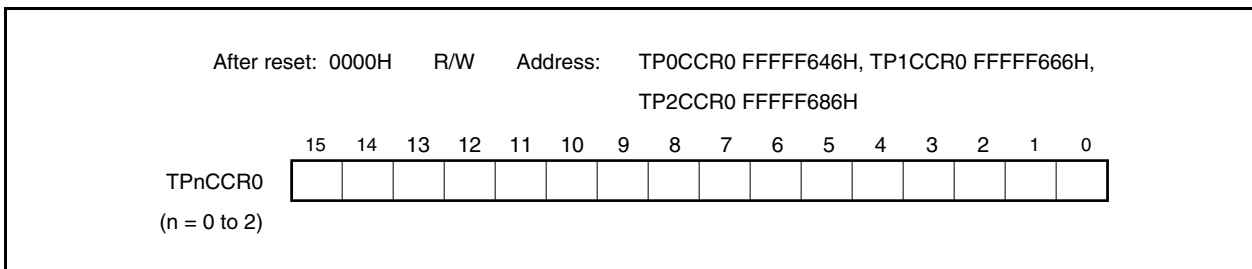 After reset: 0000H R/W Address: TP0CCR0 FFFFF646H, TP1CCR0 FFFFF666H,
TP2CCR0 FFFFF686H
15 14 13 12 11 10 9 8 7 6 5 4 3 2 1 0
TPnCCR0
(n = 0 to 2)